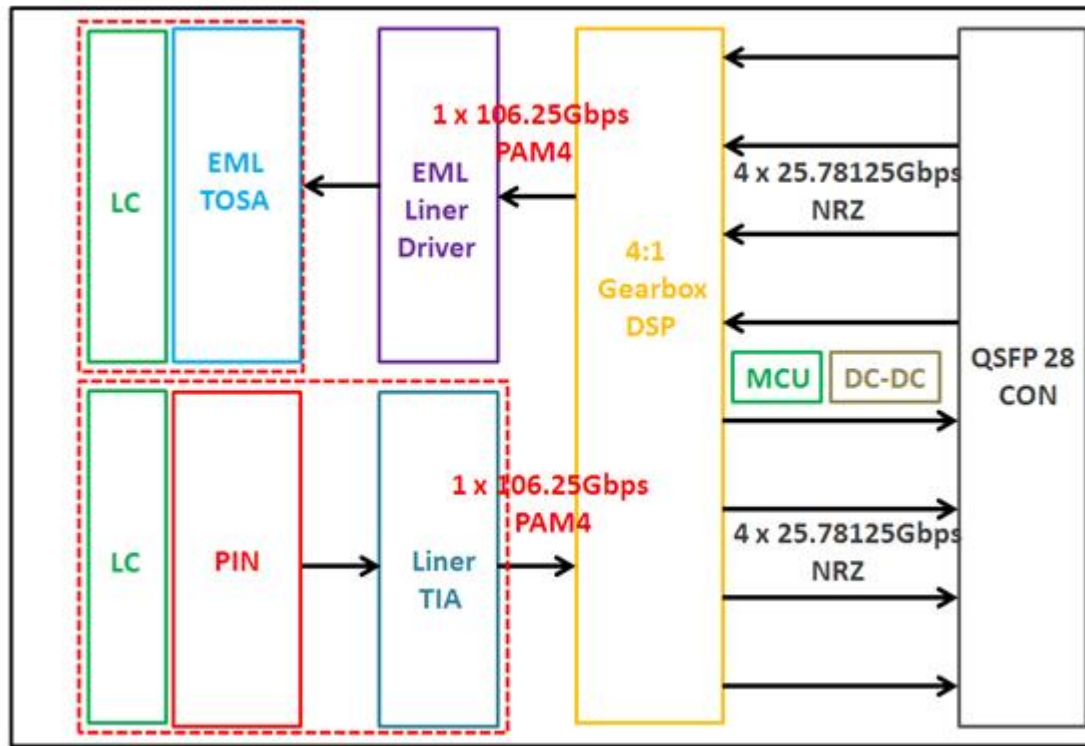 LC
EML
TOSA
EML
Liner
Driver
1 x 106.25Gbps
PAM4
4:1
Gearbox
DSP
4 x 25.78125Gbps
NRZ
MCU
DC-DC
QSFP 28
CON
LC
PIN
Liner
TIA
1 x 106.25Gbps
PAM4
4 x 25.78125Gbps
NRZ